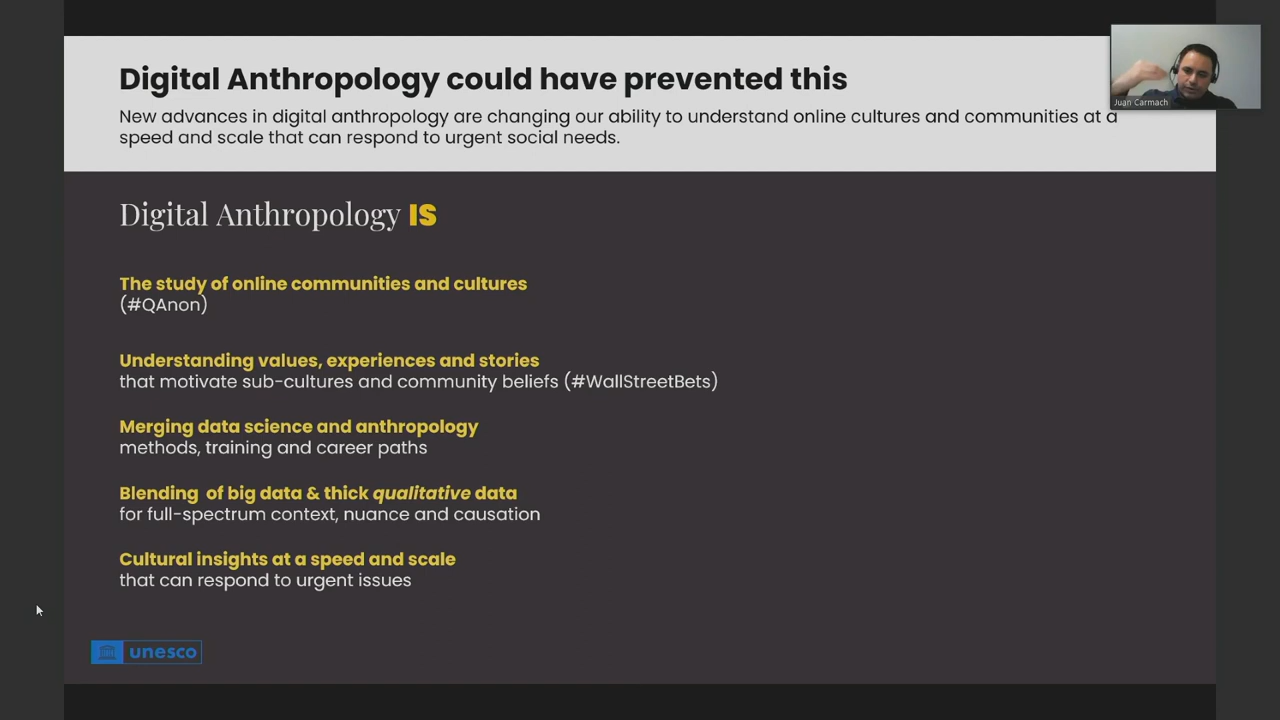 Digital Anthropology could have prevented this
New advances in digital anthropology are changing our ability to understand online cultures and communities at a
speed and scale that can respond to urgent social needs.
Juan Carmach
Digital Anthropology IS
The study of online communities and cultures
(#QAnon)
Understanding values, experiences and stories
that motivate sub-cultures and community beliefs (#WallStreetBets)
Merging data science and anthropology
methods, training and career paths
Blending of big data & thick qualitative data
for full-spectrum context, nuance and causation
Cultural insights at a speed and scale
that can respond to urgent issues
unesco